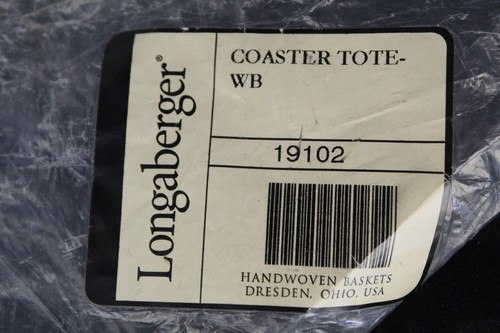 Longaberger®
COASTER TOTE-
WB
19102
HANDWOVEN BASKETS
DRESDEN, OHIO, USA